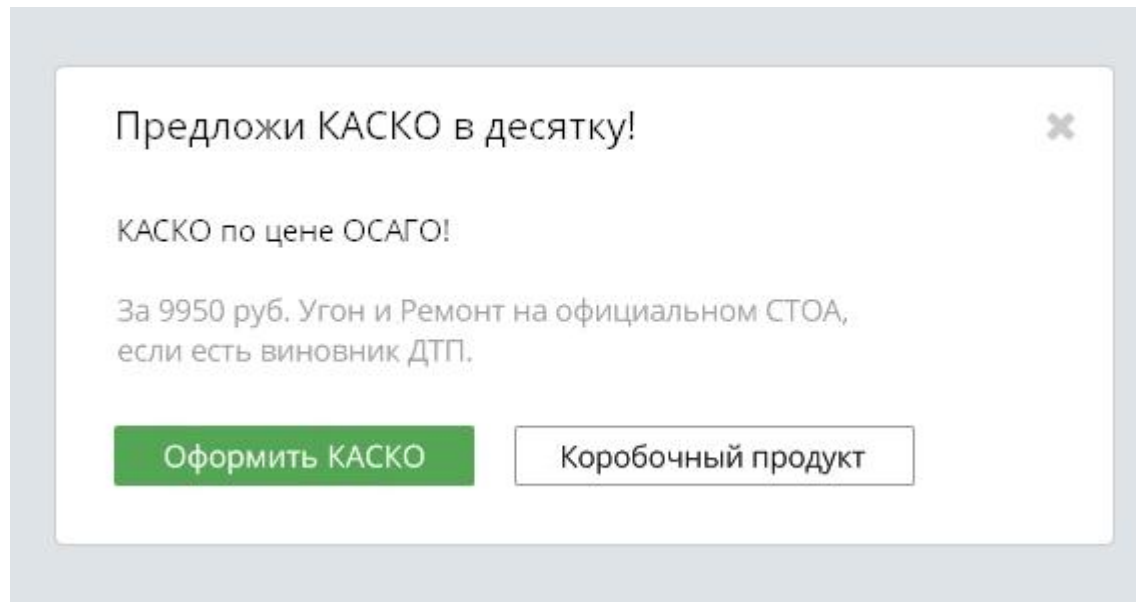 Предложи КАСКО в десятку!
КАСКО по цене ОСАГО!
За 9950 руб. Угон и Ремонт на официальном СТОА,
если есть виновник ДТП.
Оформить КАСКО
Коробочный продукт